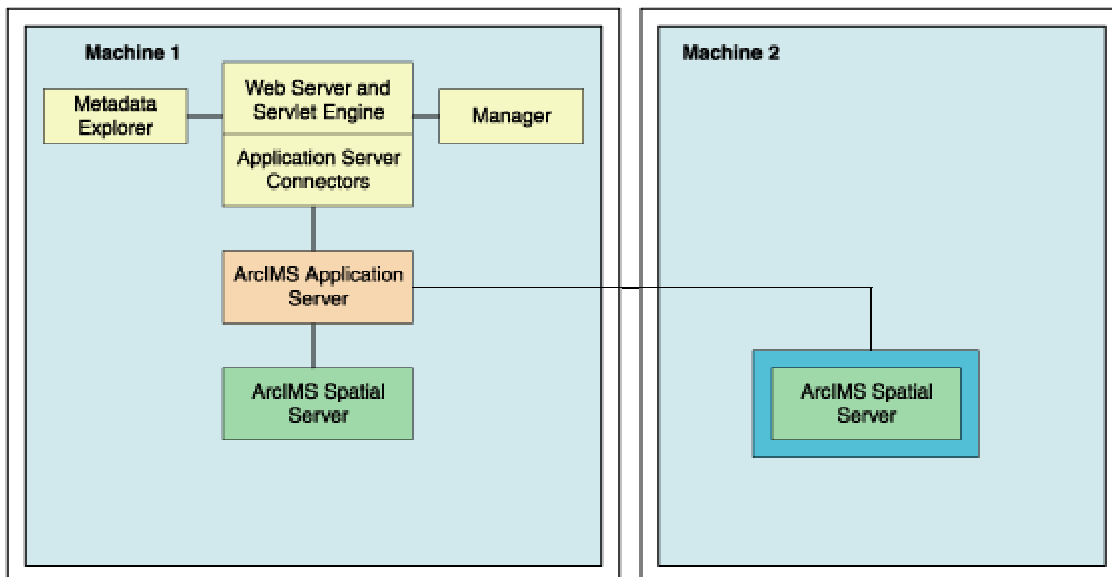 Machine 1
Web Server and
Servlet Engine
Metadata
Explorer
Manager
Application Server
Connectors
ArcIMS Application
Server
ArcIMS Spatial
Server
Machine 2
ArcIMS Spatial
Server